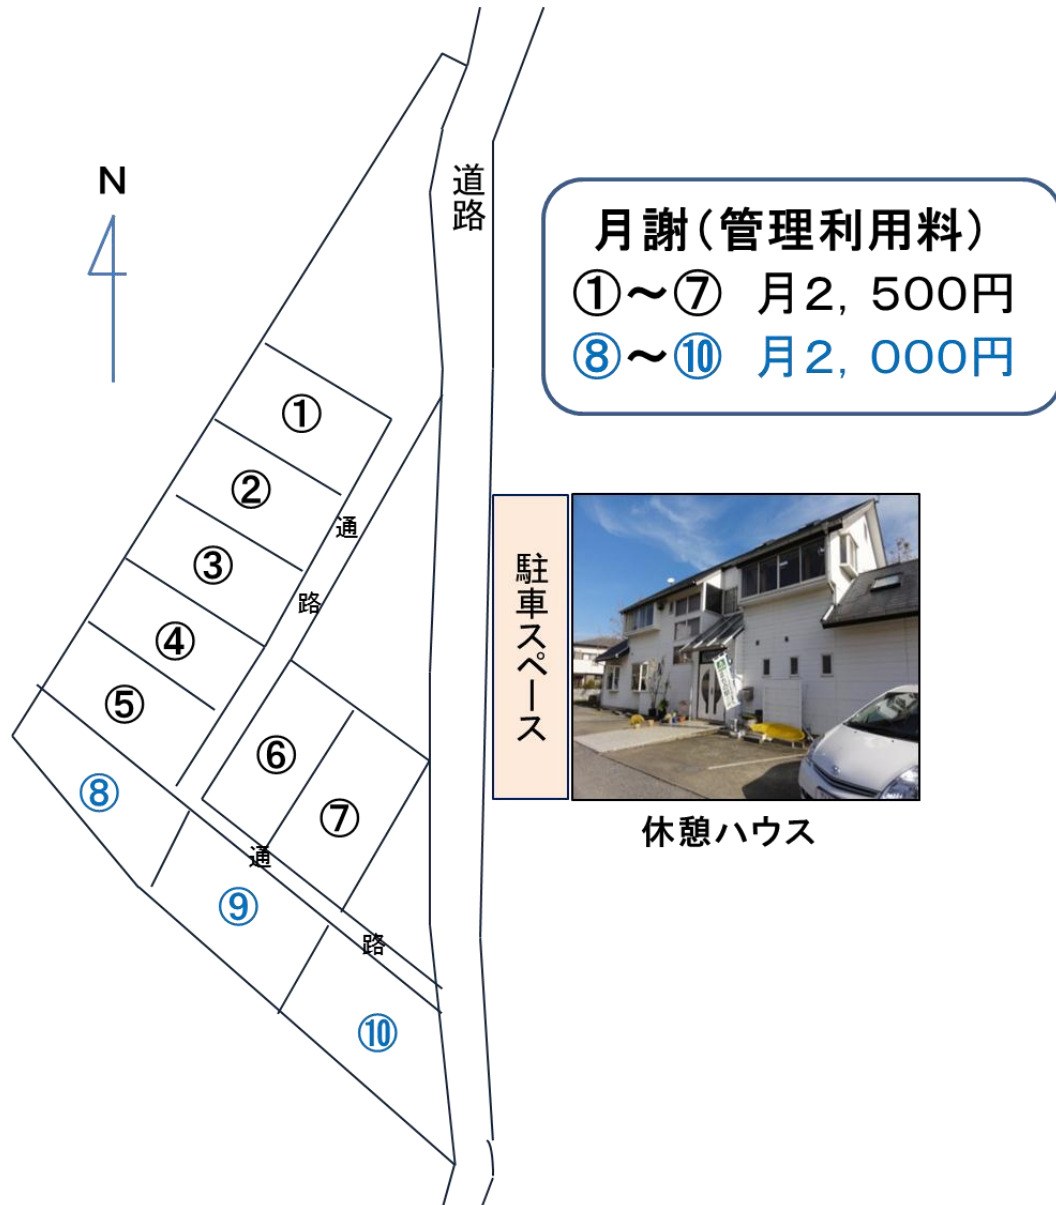 N
道路
月謝(管理利用料)
①～⑦ 月2, 500円
⑧～⑩ 月2, 000円
①
②
通
③
路
④
⑤
駐車スペース
⑥
⑧
⑦
休憩ハウス
通
⑨
路
⑩